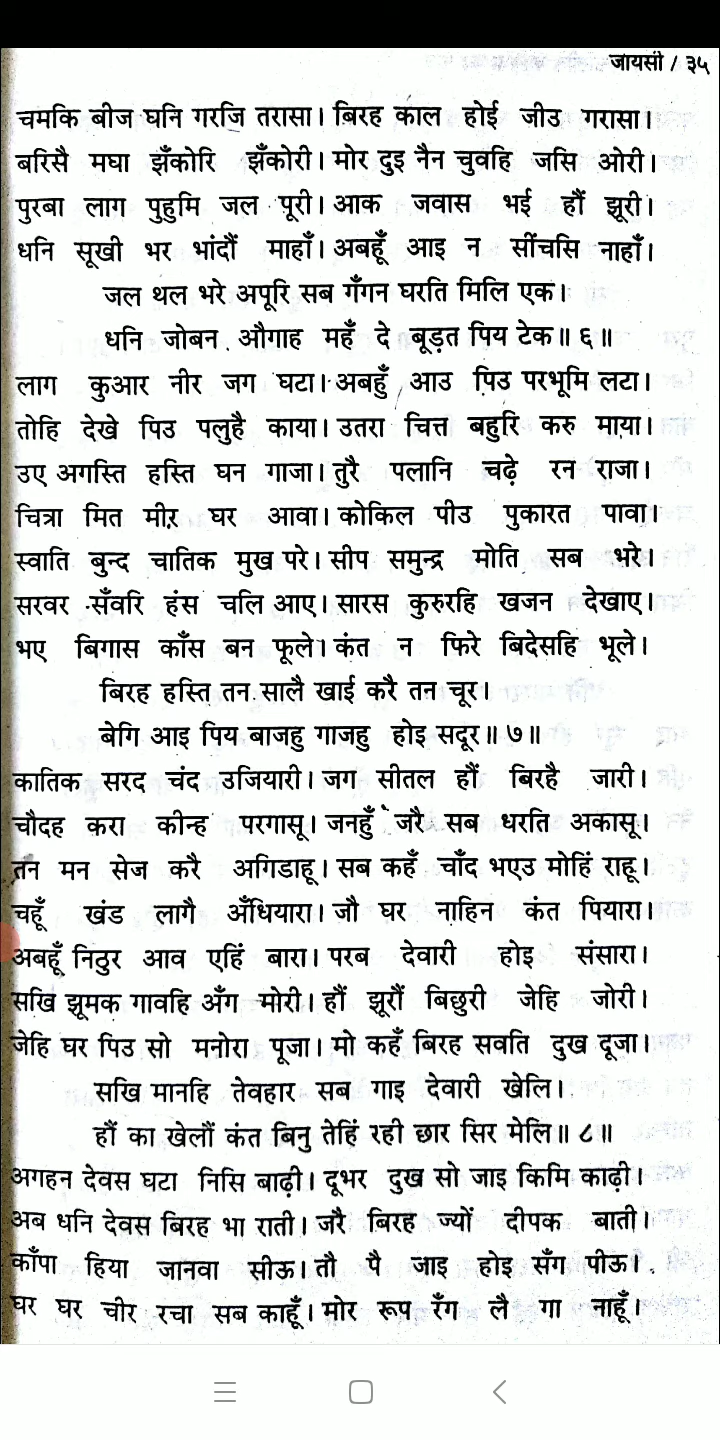 जायसी / ३५
चमकि बीज घनि गरजि तरासा। बिरह काल होई जीउ गरासा।
बरिसै मघा झँकोरि झँकोरी। मोर दुइ नैन चुवहि जसि ओरी।
पुरबा लाग पुहुमि जल पूरी। आक जवास भई हौं झूरी।
धनि सूखी भर भांदौं माहाँ। अबहूँ आइ न सींचसि नाहाँ।
जल थल भरे अपूरि सब गँगन घरति मिलि एक।
धनि जोबन औगाह महँ दे बूड़त पिय टेक॥ ६॥
लाग कुआर नीर जग घटा। अबहुँ आउ पिउ परभूमि लटा।
तोहि देखे पिउ पलुहै काया। उतरा चित्त बहुरि करु माया।
उए अगस्ति हस्ति घन गाजा। तुरै पलानि चढ़े रन राजा।
चित्रा मित मीर घर आवा। कोकिल पीउ पुकारत पावा।
स्वाति बुन्द चातिक मुख परे। सीप समुन्द्र मोति सब भरे।
सरवर सँवरि हंस चलि आए। सारस कुरुरहि खजन देखाए।
भए बिगास काँस बन फूले। कंत न फिरे बिदेसहि भूले।
बिरह हस्ति तन सालै खाई करै तन चूर।
बेगि आइ पिय बाजहु गाजहु होइ सदूर॥ ७॥
कातिक सरद चंद उजियारी। जग सीतल हौं बिरहै जारी।
चौदह करा कीन्ह परगासू। जनहुँ जरै सब धरति अकासू।
तन मन सेज करै अगिडाहू। सब कहँ चाँद भएउ मोहिं राहू।
चहूँ खंड लागै अँधियारा। जौ घर नाहिन कंत पियारा।
अबहूँ निठुर आव एहिं बारा। परब देवारी होइ संसारा।
सखि झूमक गावहि अँग मोरी। हौं झूरौं बिछुरी जेहि जोरी।
जेहि घर पिउ सो मनोरा पूजा। मो कहँ बिरह सवति दुख दूजा।
सखि मानहि तेवहार सब गाइ देवारी खेलि।
हौं का खेलौं कंत बिनु तेहिं रही छार सिर मेलि॥ ८॥
अगहन देवस घटा निसि बाढ़ी। दूभर दुख सो जाइ किमि काढ़ी।
अब धनि देवस बिरह भा राती। जरै बिरह ज्यों दीपक बाती।
काँपा हिया जानवा सीऊ। तौ पै जाइ होइ सँग पीऊ।
घर घर चीर रचा सब काहूँ। मोर रूप रँग लै गा नाहूँ।